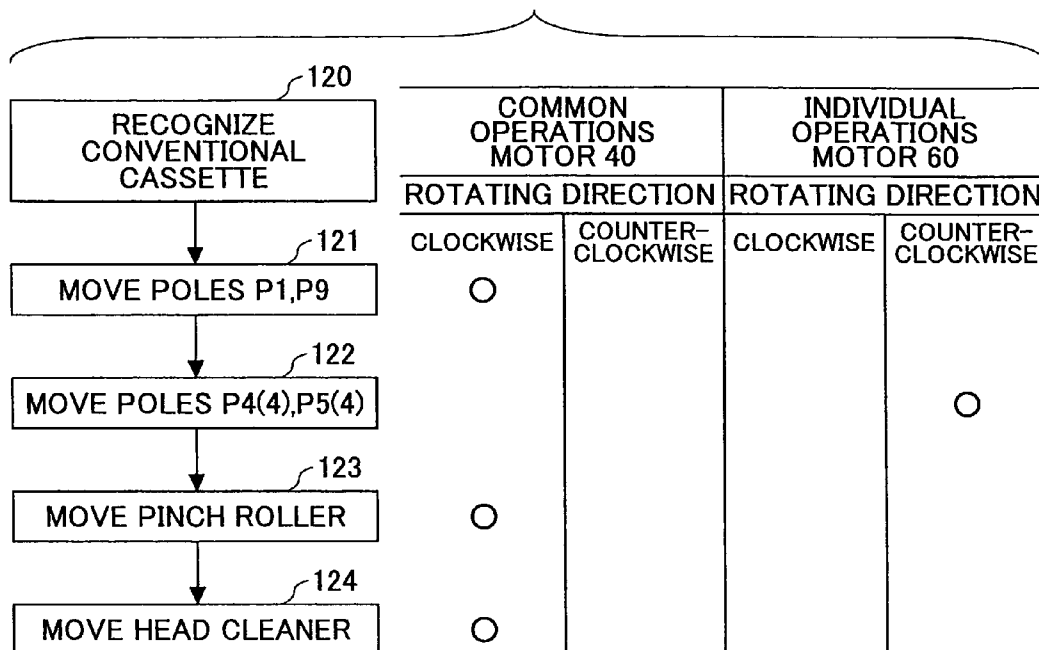 120
RECOGNIZE
CONVENTIONAL
CASSETTE
121
MOVE POLES P1,P9
122
MOVE POLES P4(4),P5(4)
123
MOVE PINCH ROLLER
124
MOVE HEAD CLEANER
COMMON
OPERATIONS
MOTOR 40
INDIVIDUAL
OPERATIONS
MOTOR 60
ROTATING DIRECTION
ROTATING DIRECTION
CLOCKWISE
COUNTER-
CLOCKWISE
CLOCKWISE
COUNTER-
CLOCKWISE